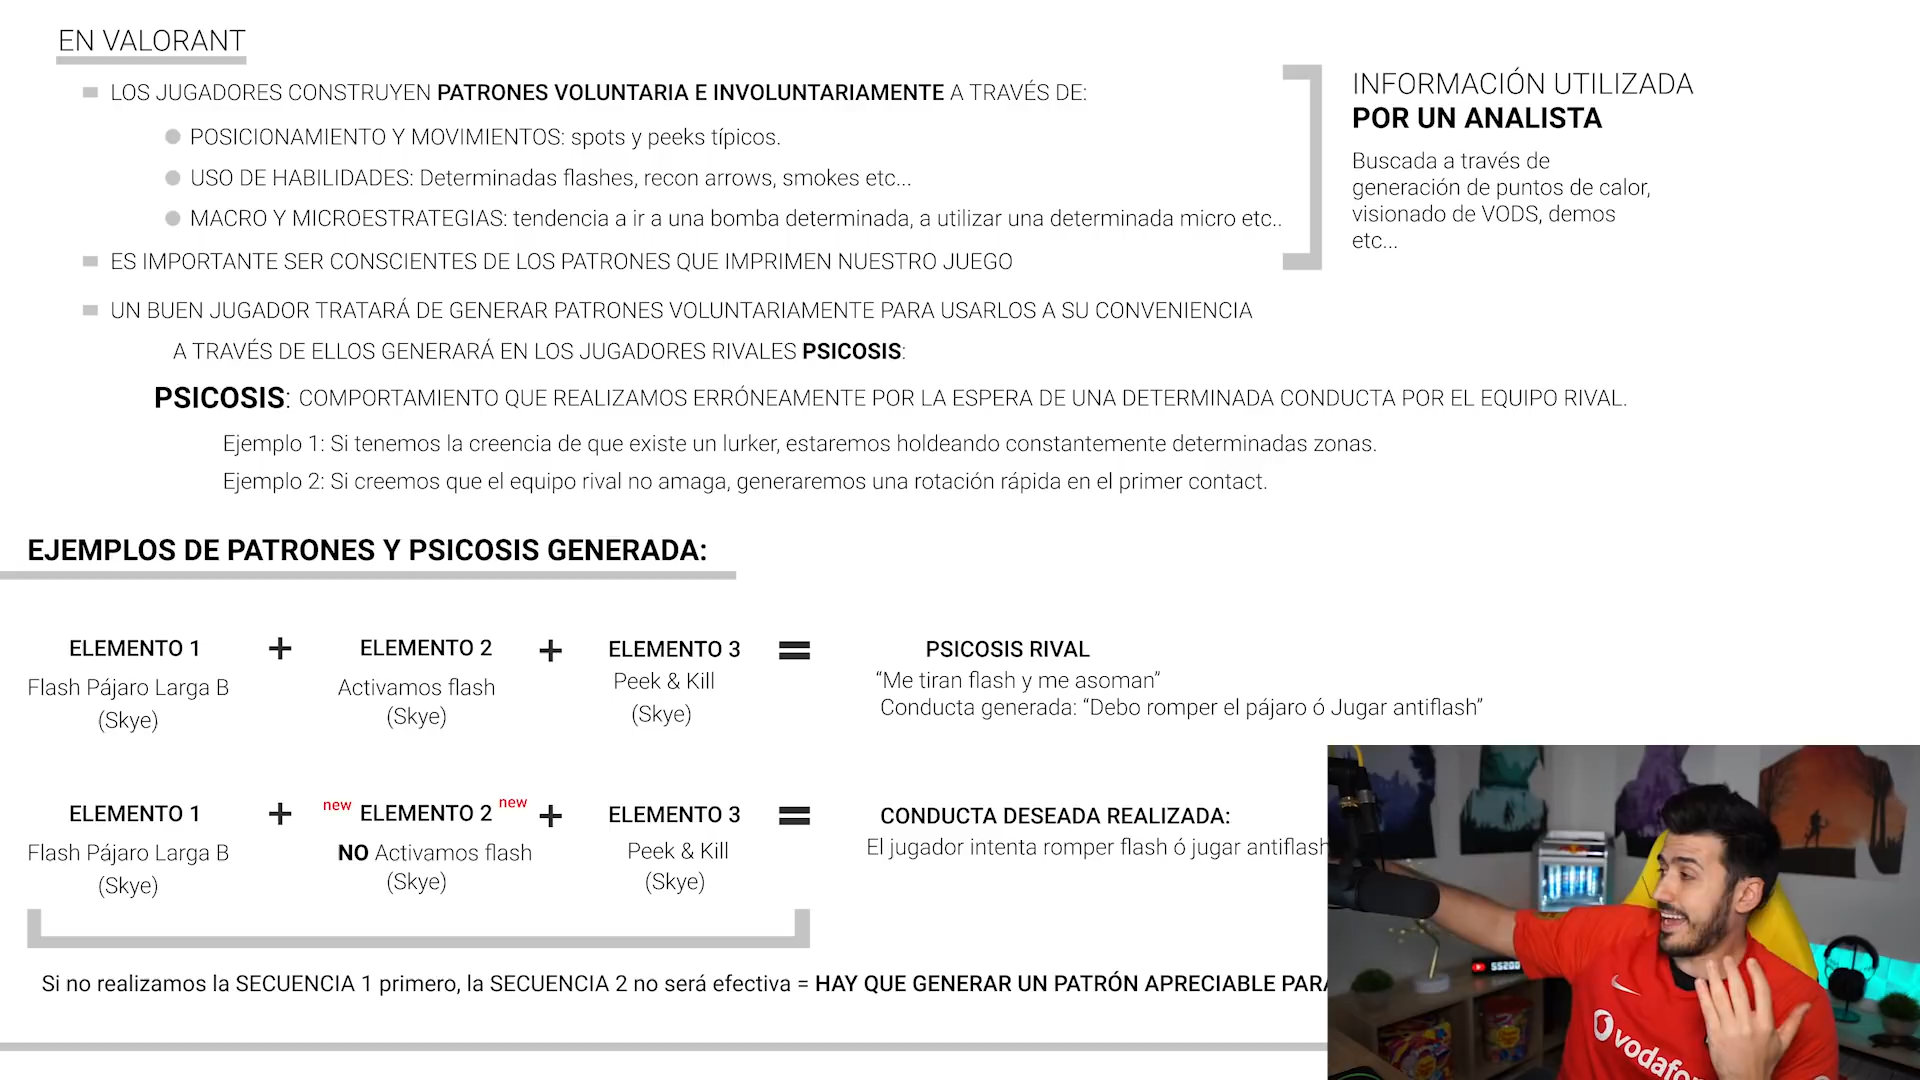 EN VALORANT
LOS JUGADORES CONSTRUYEN PATRONES VOLUNTARIA E INVOLUNTARIAMENTE A TRAVÉS DE:
POSICIONAMIENTO Y MOVIMIENTOS: spots y peeks típicos.
USO DE HABILIDADES: Determinadas flashes, recon arrows, smokes etc...
MACRO Y MICROESTRATEGIAS: tendencia a ir a una bomba determinada, a utilizar una determinada micro etc..
INFORMACIÓN UTILIZADA
POR UN ANALISTA
Buscada a través de
generación de puntos de calor,
visionado de VODS, demos
etc...
ES IMPORTANTE SER CONSCIENTES DE LOS PATRONES QUE IMPRIMEN NUESTRO JUEGO
UN BUEN JUGADOR TRATARÁ DE GENERAR PATRONES VOLUNTARIAMENTE PARA USARLOS A SU CONVENIENCIA
A TRAVÉS DE ELLOS GENERARÁ EN LOS JUGADORES RIVALES PSICOSIS:
PSICOSIS: COMPORTAMIENTO QUE REALIZAMOS ERRÓNEAMENTE POR LA ESPERA DE UNA DETERMINADA CONDUCTA POR EL EQUIPO RIVAL.
Ejemplo 1: Si tenemos la creencia de que existe un lurker, estaremos holdeando constantemente determinadas zonas.
Ejemplo 2: Si creemos que el equipo rival no amaga, generaremos una rotación rápida en el primer contact.
EJEMPLOS DE PATRONES Y PSICOSIS GENERADA:
ELEMENTO 1 + ELEMENTO 2 + ELEMENTO 3 = PSICOSIS RIVAL
Flash Pájaro Larga B
(Skye)
Activamos flash
(Skye)
Peek & Kill
(Skye)
“Me tiran flash y me asoman”
Conducta generada: “Debo romper el pájaro ó Jugar antiflash”
ELEMENTO 1 + new ELEMENTO 2 new + ELEMENTO 3 = CONDUCTA DESEADA REALIZADA:
Flash Pájaro Larga B
(Skye)
NO Activamos flash
(Skye)
Peek & Kill
(Skye)
El jugador intenta romper flash ó jugar antiflash
Si no realizamos la SECUENCIA 1 primero, la SECUENCIA 2 no será efectiva = HAY QUE GENERAR UN PATRÓN APRECIABLE PARA
55200
vodafo